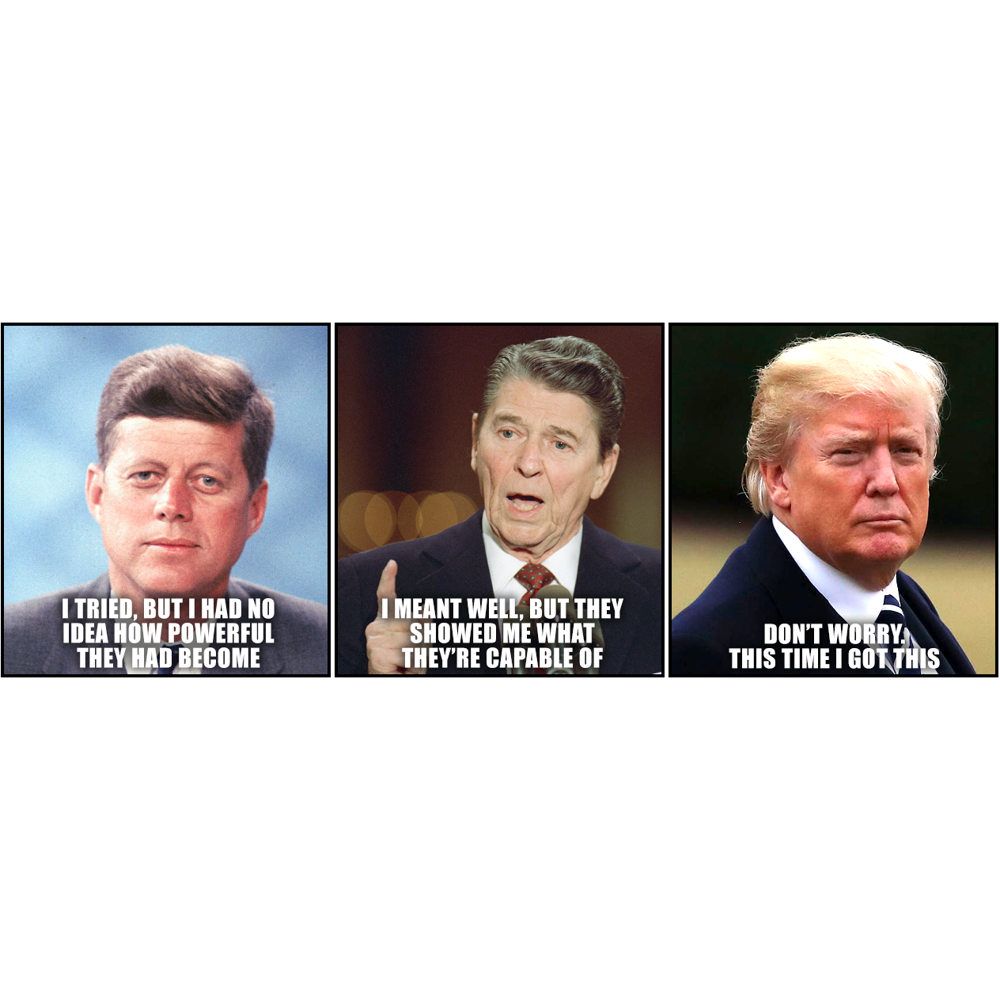 I TRIED, BUT I HAD NO
IDEA HOW POWERFUL
THEY HAD BECOME
I MEANT WELL, BUT THEY
SHOWED ME WHAT
THEY'RE CAPABLE OF
DON'T WORRY.
THIS TIME I GOT THIS